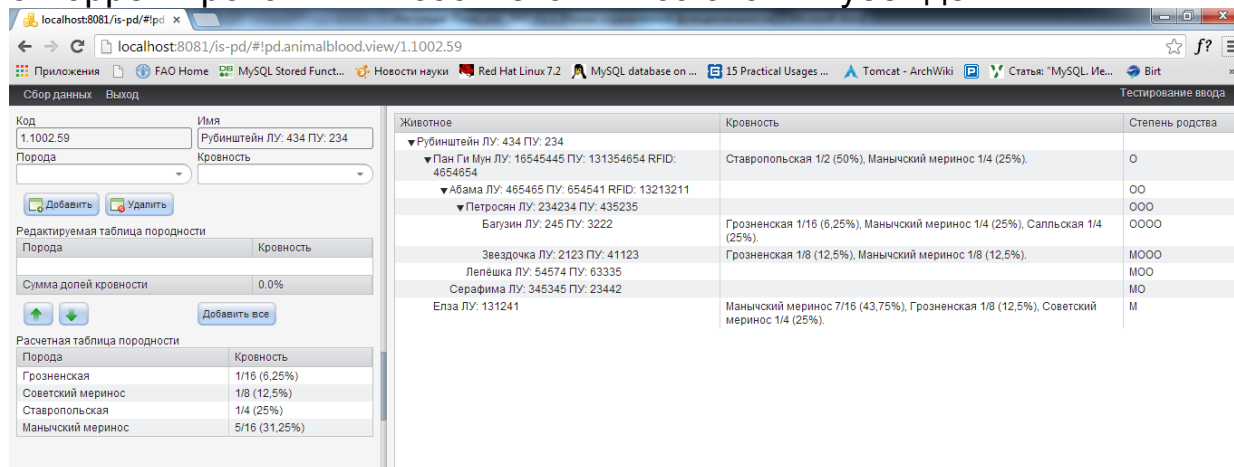 localhost:8081/is-pd/#!pd
localhost:8081/is-pd/#!pd.animalblood.view/1.1002.59
f?
Приложения FAO Home MySQL Stored Funct... Новости науки Red Hat Linux 7.2 MySQL database on ... 15 Practical Usages ... Tomcat - ArchWiki Статья: "MySQL. Ие... Birt »
Сбор данных Выход Тестирование ввода
Код Имя
1.1002.59 Рубинштейн ЛУ: 434 ПУ: 234
Порода Кровность
Добавить Удалить
Редактируемая таблица породности
Порода Кровность
Сумма долей кровности 0.0%
Добавить все
Расчетная таблица породности
Порода Кровность
Грозненская 1/16 (6,25%)
Советский меринос 1/8 (12,5%)
Ставропольская 1/4 (25%)
Манычский меринос 5/16 (31,25%)
Животное Кровность Степень родства
Рубинштейн ЛУ: 434 ПУ: 234
Пан Ги Мун ЛУ: 16545445 ПУ: 131354654 RFID: Ставропольская 1/2 (50%), Манычский меринос 1/4 (25%). О
4654654
Абама ЛУ: 465465 ПУ: 654541 RFID: 13213211 ОО
Петросян ЛУ: 234234 ПУ: 435235 ООО
Багузин ЛУ: 245 ПУ: 3222 Грозненская 1/16 (6,25%), Манычский меринос 1/4 (25%), Салльская 1/4 ОООО
(25%).
Звездочка ЛУ: 2123 ПУ: 41123 Грозненская 1/8 (12,5%), Манычский меринос 1/8 (12,5%). МООО
Лепёшка ЛУ: 54574 ПУ: 63335 МОО
Серафима ЛУ: 345345 ПУ: 23442 МО
Елза ЛУ: 131241 Манычский меринос 7/16 (43,75%), Грозненская 1/8 (12,5%), Советский М
меринос 1/4 (25%).